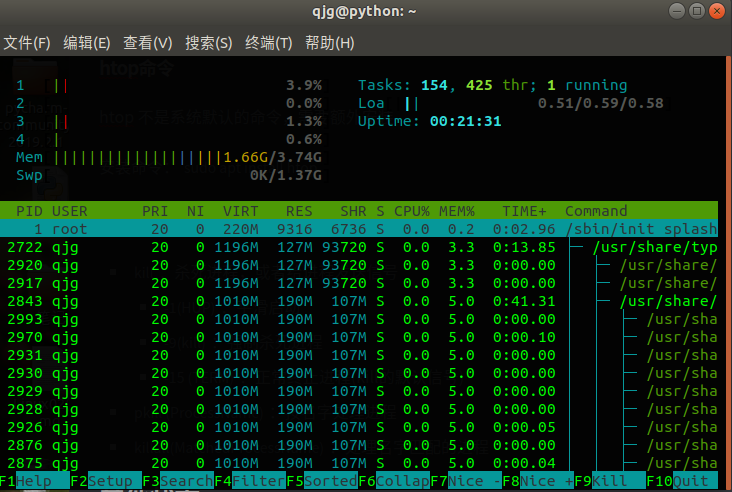 qjg@python: ~
文件(F) 编辑(E) 查看(V) 搜索(S) 终端(T) 帮助(H)
htop命令
1 3.9% Tasks: 154, 425 thr; 1 running
2 0.0% Loa 0.51/0.59/0.58
3 1.3% Uptime: 00:21:31
4 0.6%
Mem 1.66G/3.74G
Swp 0K/1.37G
PID USER PRI NI VIRT RES SHR S CPU% MEM% TIME+ Command
1 root 20 0 220M 9316 6736 S 0.0 0.2 0:02.96 /sbin/init splash
2722 qjg 20 0 1196M 127M 93720 S 0.0 3.3 0:13.85 /usr/share/typ
2920 qjg 20 0 1196M 127M 93720 S 0.0 3.3 0:00.00 /usr/share/
2917 qjg 20 0 1196M 127M 93720 S 0.0 3.3 0:00.00 /usr/share/
2843 qjg 20 0 1010M 190M 107M S 0.0 5.0 0:41.31 /usr/share/
2993 qjg 20 0 1010M 190M 107M S 0.0 5.0 0:00.00 /usr/sha
2970 qjg 20 0 1010M 190M 107M S 0.0 5.0 0:00.10 /usr/sha
2931 qjg 20 0 1010M 190M 107M S 0.0 5.0 0:00.00 /usr/sha
2930 qjg 20 0 1010M 190M 107M S 0.0 5.0 0:00.00 /usr/sha
2929 qjg 20 0 1010M 190M 107M S 0.0 5.0 0:00.00 /usr/sha
2928 qjg 20 0 1010M 190M 107M S 0.0 5.0 0:00.00 /usr/sha
2926 qjg 20 0 1010M 190M 107M S 0.0 5.0 0:00.05 /usr/sha
2876 qjg 20 0 1010M 190M 107M S 0.0 5.0 0:00.00 /usr/sha
2875 qjg 20 0 1010M 190M 107M S 0.0 5.0 0:00.04 /usr/sha
F1Help F2Setup F3SearchF4FilterF5SortedF6CollapF7Nice -F8Nice +F9Kill F10Quit